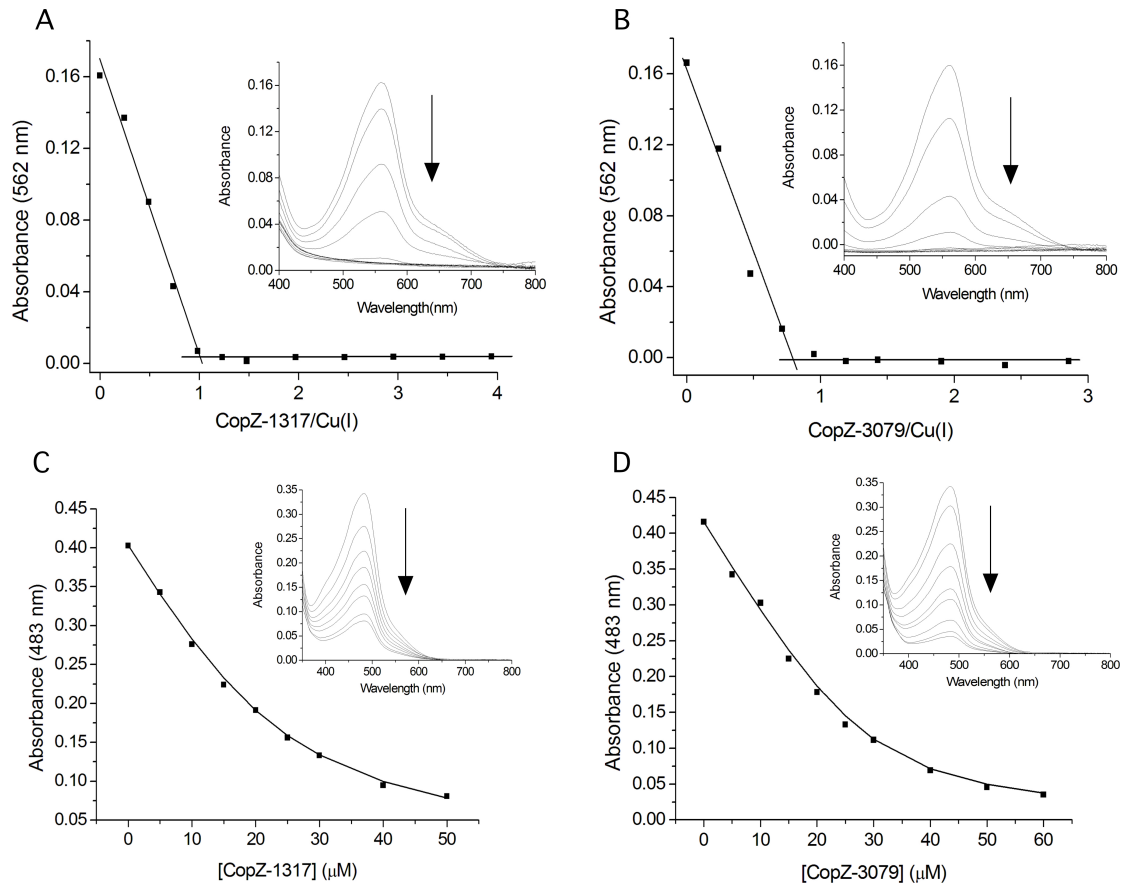 A
Absorbance (562 nm)
0.16
0.12
0.08
0.04
0.00
0 1 2 3 4
CopZ-1317/Cu(I)
Absorbance
0.16
0.12
0.08
0.04
0.00
400 500 600 700 800
Wavelength(nm)
B
Absorbance (562 nm)
0.16
0.12
0.08
0.04
0.00
0 1 2 3
CopZ-3079/Cu(I)
Absorbance
0.16
0.12
0.08
0.04
0.00
400 500 600 700 800
Wavelength (nm)
C
Absorbance (483 nm)
0.45
0.40
0.35
0.30
0.25
0.20
0.15
0.10
0.05
0 10 20 30 40 50
[CopZ-1317] (μM)
Absorbance
0.35
0.30
0.25
0.20
0.15
0.10
0.05
0.00
400 500 600 700 800
Wavelength (nm)
D
Absorbance (483 nm)
0.45
0.40
0.35
0.30
0.25
0.20
0.15
0.10
0.05
0.00
0 10 20 30 40 50 60
[CopZ-3079] (μM)
Absorbance
0.35
0.30
0.25
0.20
0.15
0.10
0.05
0.00
400 500 600 700 800
Wavelength (nm)